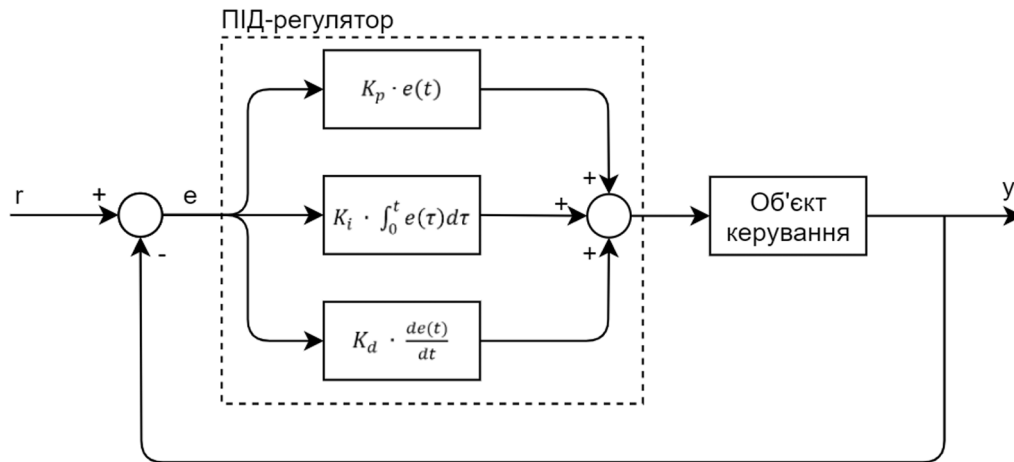 ПІД-регулятор
K_p · e(t)
r
+
-
e
K_i · ∫_0^t e(τ)dτ
K_d · de(t)/dt
+
+
+
Об'єкт
керування
y